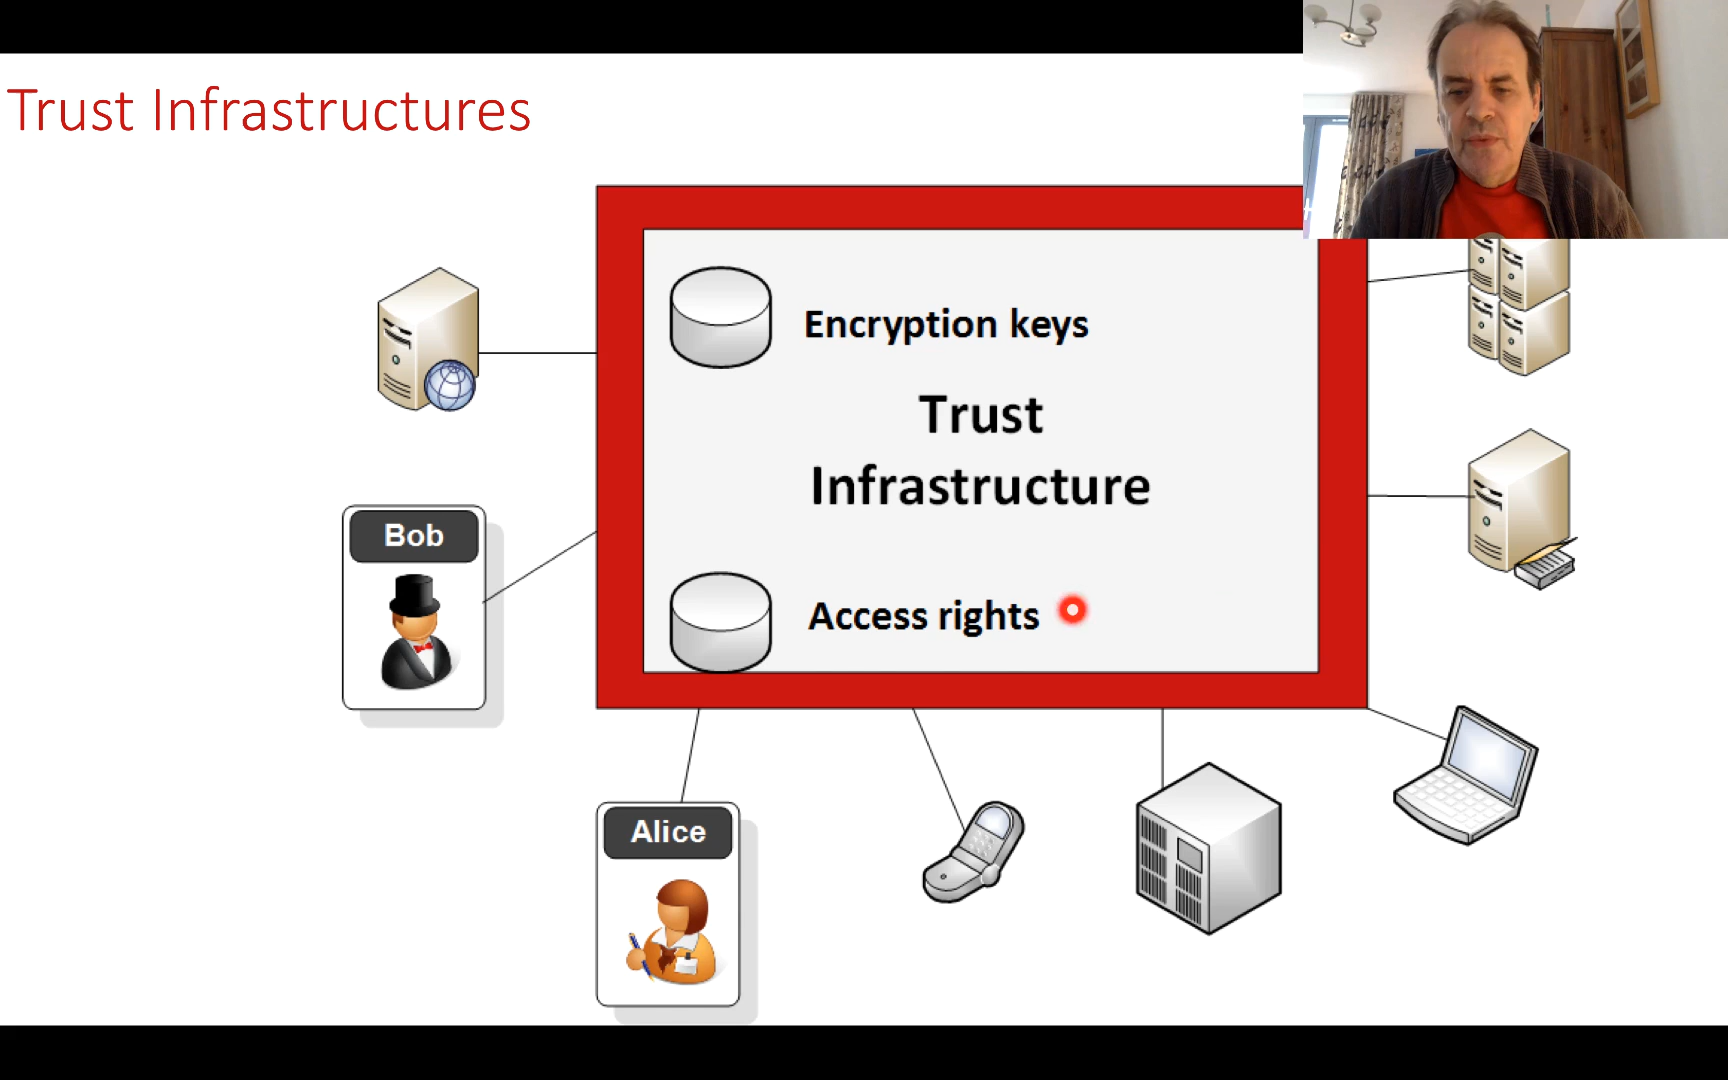 Trust Infrastructures
Encryption keys
Trust
Infrastructure
Bob
Access rights
Alice